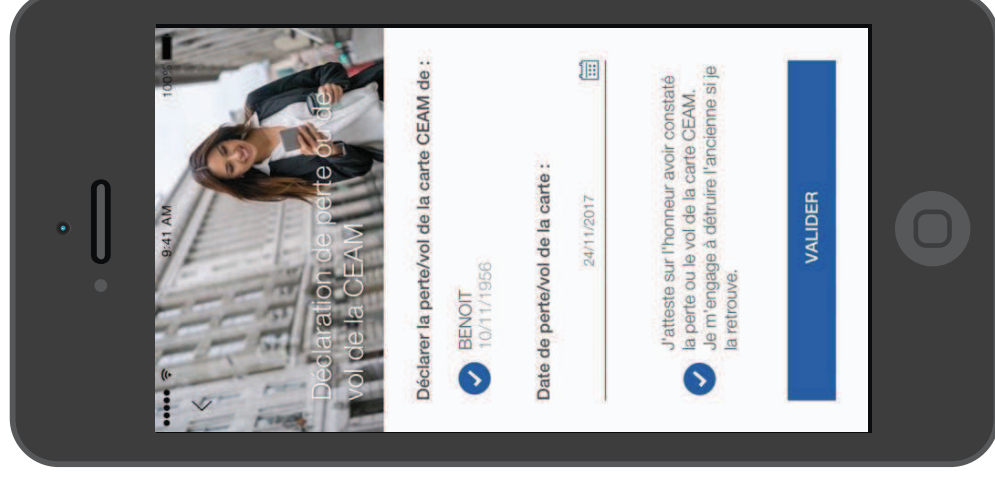 9:41 AM
100%
Déclaration de perte ou de
vol de la CEAM
Déclarer la perte/vol de la carte CEAM de :
BENOIT
10/11/1956
Date de perte/vol de la carte :
24/11/2017
J'atteste sur l'honneur avoir constaté
la perte ou le vol de la carte CEAM.
Je m'engage à détruire l'ancienne si je
la retrouve.
VALIDER